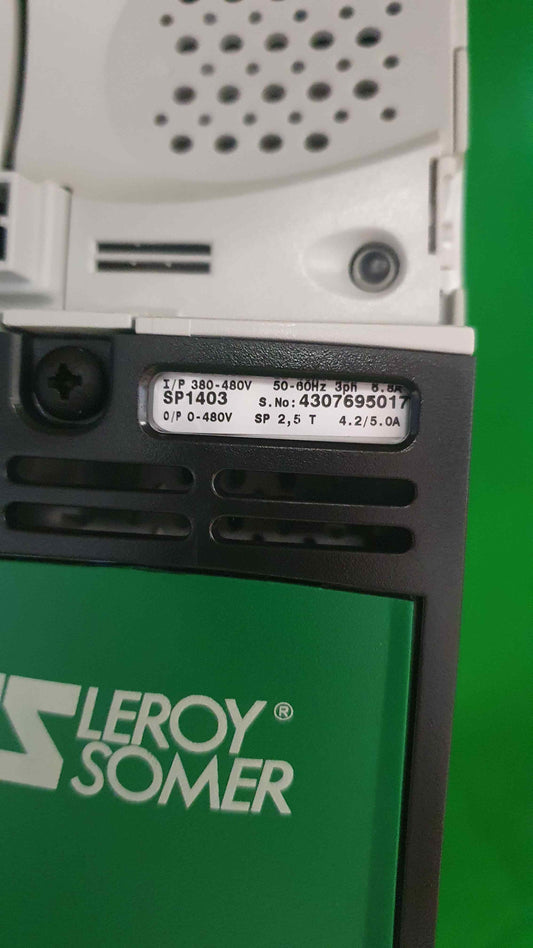 I/P 380-480V 50-60Hz 3ph 6.8A
SP1403 S.No: 4307695017
O/P 0-480V SP 2,5 T 4.2/5.0A
LEROY®
SOMER